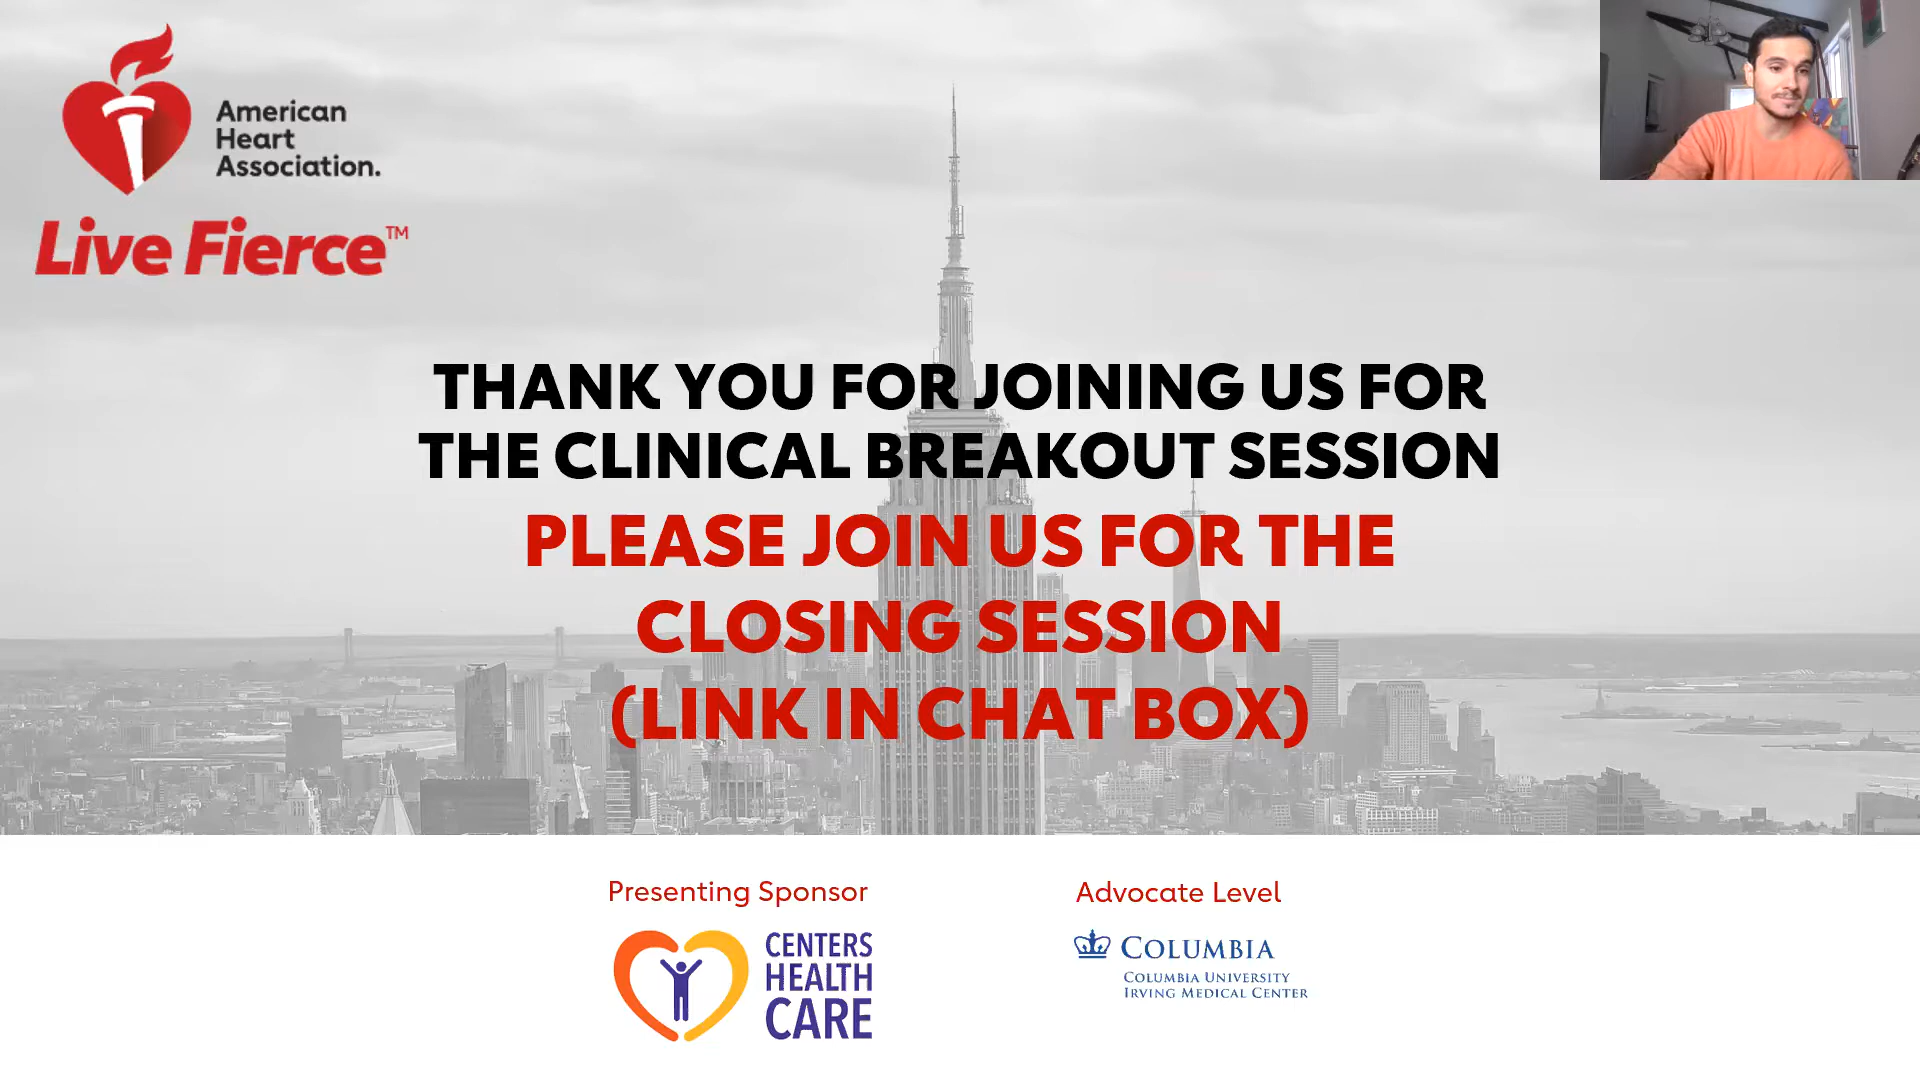 American
Heart
Association.
Live Fierce™
THANK YOU FOR JOINING US FOR
THE CLINICAL BREAKOUT SESSION
PLEASE JOIN US FOR THE
CLOSING SESSION
(LINK IN CHAT BOX)
Presenting Sponsor
CENTERS
HEALTH
CARE
Advocate Level
COLUMBIA
COLUMBIA UNIVERSITY
IRVING MEDICAL CENTER